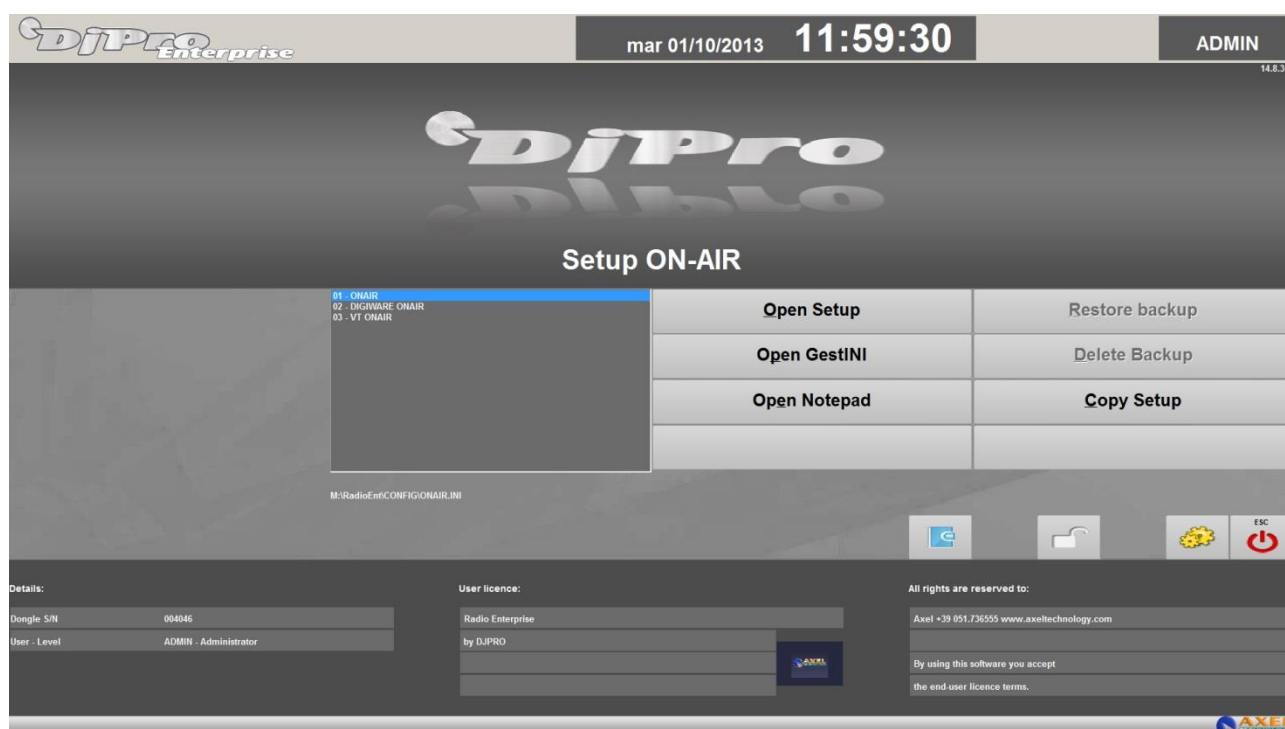 DjPro
Enterprise
mar 01/10/2013 11:59:30
ADMIN
14.8.3
DjPro
Setup ON-AIR
01 - ONAIR
02 - DIGIWARE ONAIR
03 - VT ONAIR
Open Setup
Restore backup
Open GestINI
Delete Backup
Open Notepad
Copy Setup
M:\RadioEnt\CONFIG\ONAIR.INI
ESC
Details:
User licence:
All rights are reserved to:
Dongle S/N 004046
Radio Enterprise
Axel +39 051.736555 www.axeltechnology.com
User - Level ADMIN - Administrator
by DJPRO
AXEL
By using this software you accept
the end-user licence terms.
AXEL